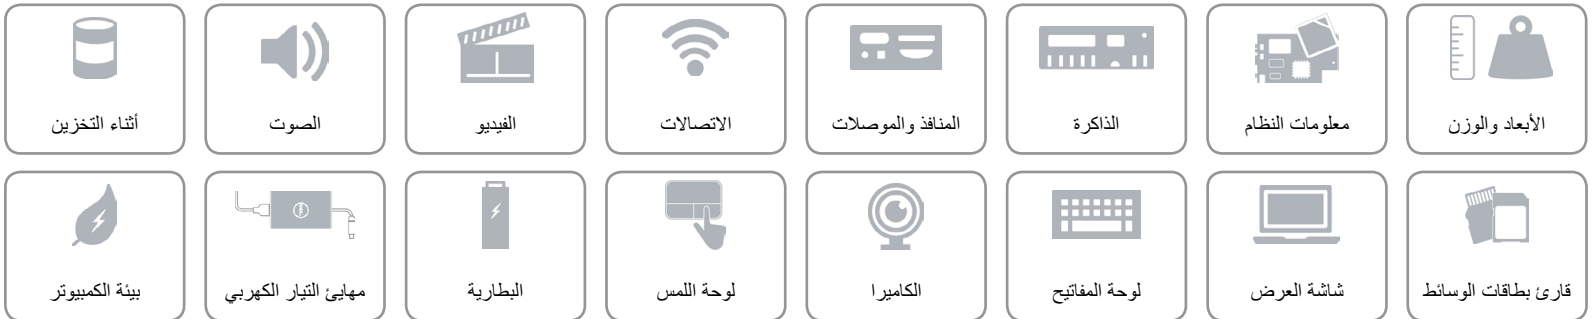 الأبعاد والوزن
معلومات النظام
الذاكرة
المنافذ والموصلات
الاتصالات
الفيديو
الصوت
أثناء التخزين
قارئ بطاقات الوسائط
شاشة العرض
لوحة المفاتيح
الكاميرا
لوحة اللمس
البطارية
مهايئ التيار الكهربي
بيئة الكمبيوتر